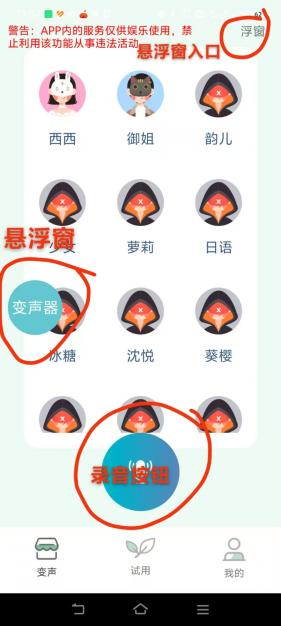 警告：APP内的服务仅供娱乐使用，禁
止利用该功能从事违法活动
浮窗
悬浮窗入口
西西
御姐
韵儿
悬浮窗
少女
萝莉
日语
变声器
冰糖
沈悦
葵樱
录音按钮
变声
试用
我的